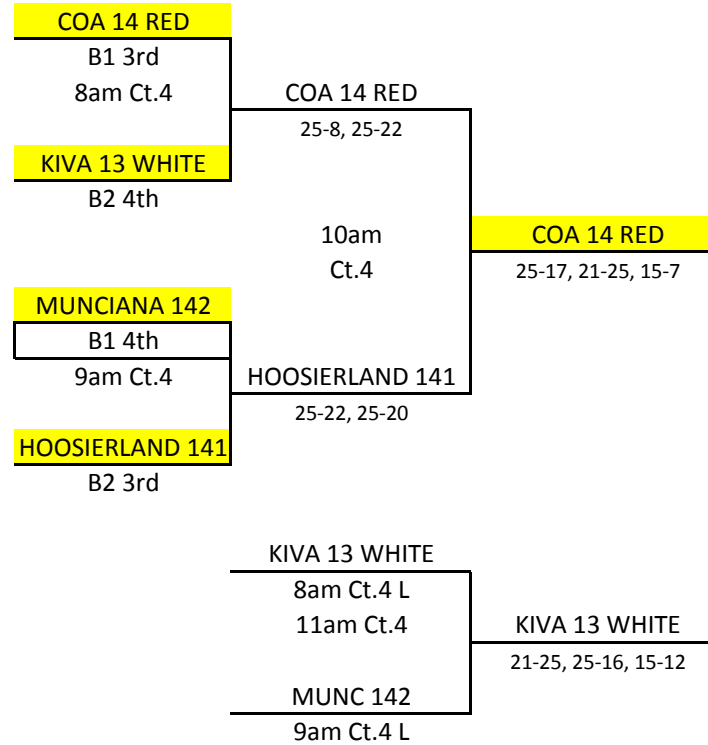 COA 14 RED
B1 3rd
8am Ct.4
COA 14 RED
25-8, 25-22
KIVA 13 WHITE
B2 4th
10am
Ct.4
COA 14 RED
25-17, 21-25, 15-7
MUNCIANA 142
B1 4th
9am Ct.4
HOOSIERLAND 141
25-22, 25-20
HOOSIERLAND 141
B2 3rd
KIVA 13 WHITE
8am Ct.4 L
11am Ct.4
KIVA 13 WHITE
21-25, 25-16, 15-12
MUNC 142
9am Ct.4 L